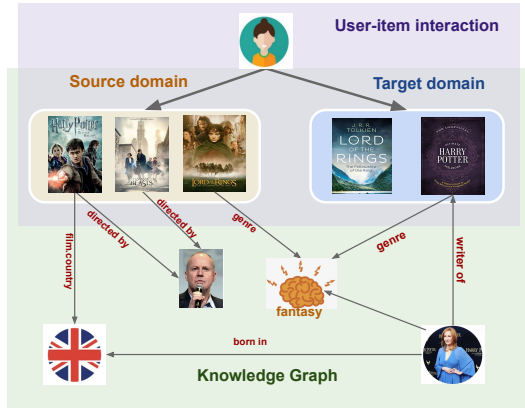 User-item interaction
Source domain
Target domain
Harry Potter
BEASTS
LORD OF THE RINGS
J. R. R.
TOLKIEN
LORD
OF THE
RINGS
HARRY
POTTER
film.country
directed by
directed by
genre
genre
writer of
fantasy
born in
Knowledge Graph